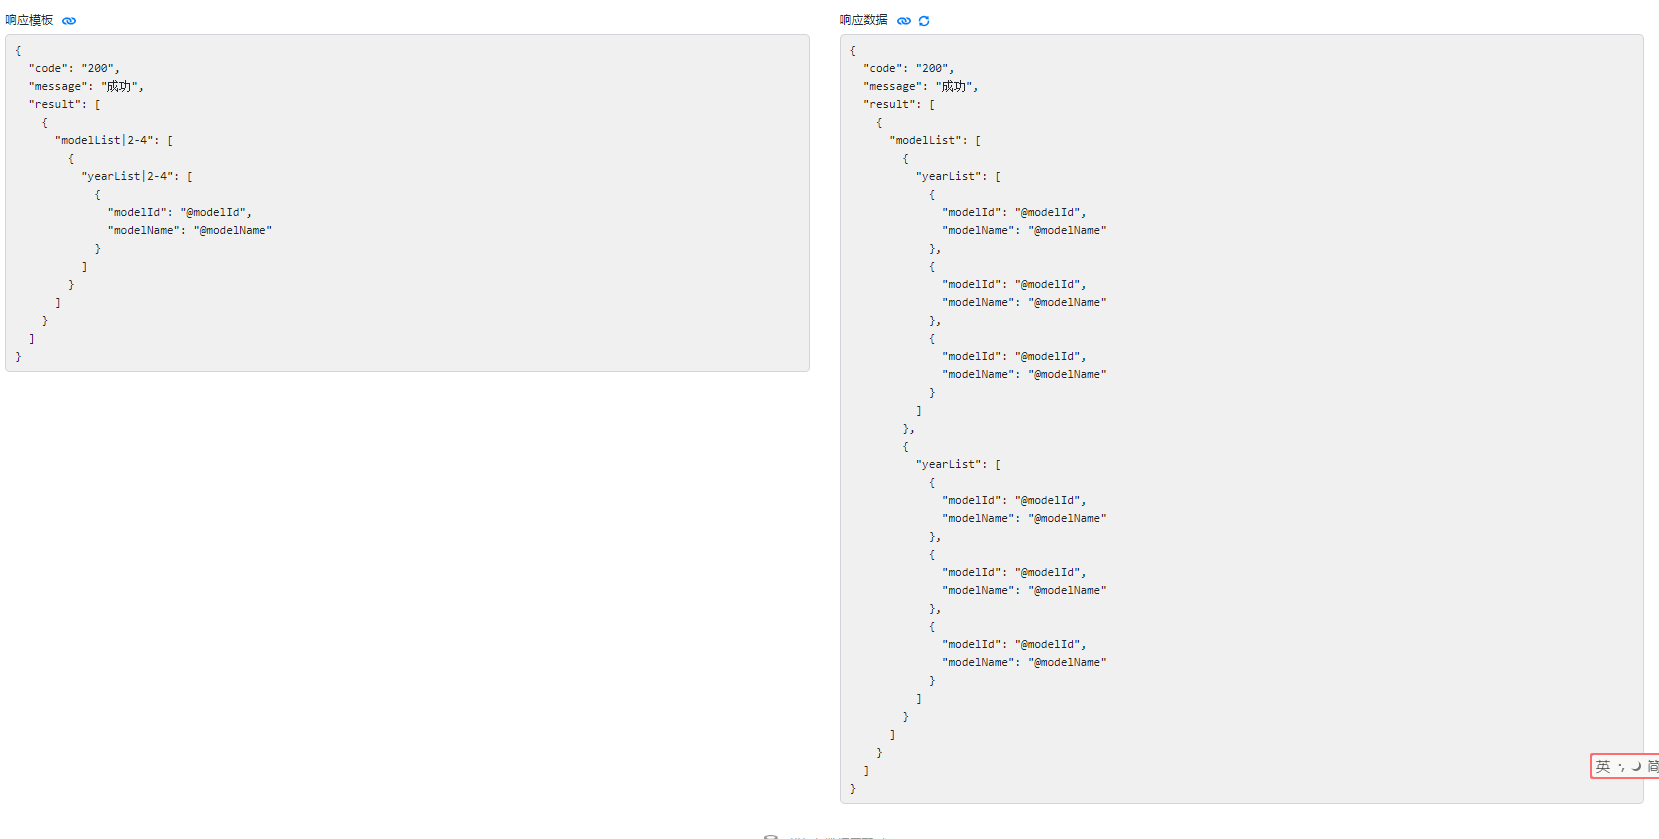 响应模板
{
  "code": "200",
  "message": "成功",
  "result": [
    {
      "modelList|2-4": [
        {
          "yearList|2-4": [
            {
              "modelId": "@modelId",
              "modelName": "@modelName"
            }
          ]
        }
      ]
    }
  ]
}
响应数据
{
  "code": "200",
  "message": "成功",
  "result": [
    {
      "modelList": [
        {
          "yearList": [
            {
              "modelId": "@modelId",
              "modelName": "@modelName"
            },
            {
              "modelId": "@modelId",
              "modelName": "@modelName"
            },
            {
              "modelId": "@modelId",
              "modelName": "@modelName"
            }
          ]
        },
        {
          "yearList": [
            {
              "modelId": "@modelId",
              "modelName": "@modelName"
            },
            {
              "modelId": "@modelId",
              "modelName": "@modelName"
            },
            {
              "modelId": "@modelId",
              "modelName": "@modelName"
            }
          ]
        }
      ]
    }
  ]
}
英 简